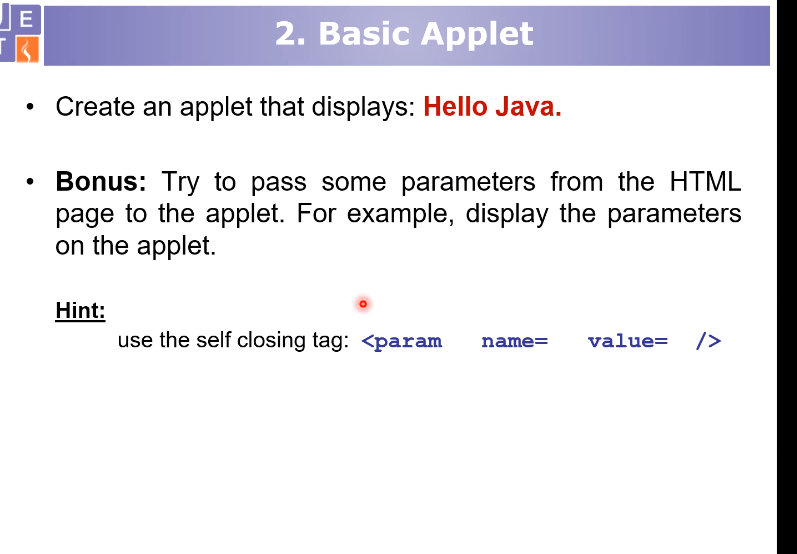 J E
T
2. Basic Applet
• Create an applet that displays: Hello Java.
• Bonus: Try to pass some parameters from the HTML
page to the applet. For example, display the parameters
on the applet.
Hint:
use the self closing tag: <param name= value= />